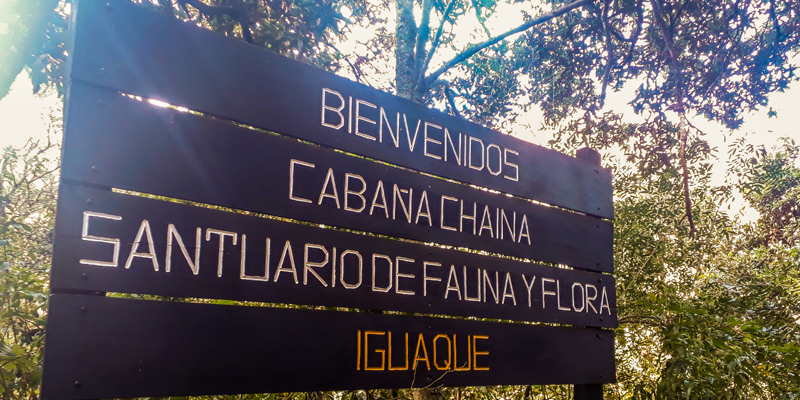 BIENVENIDOS
CABAÑA CHAINA
SANTUARIO DE FAUNA Y FLORA
IGUAQUE